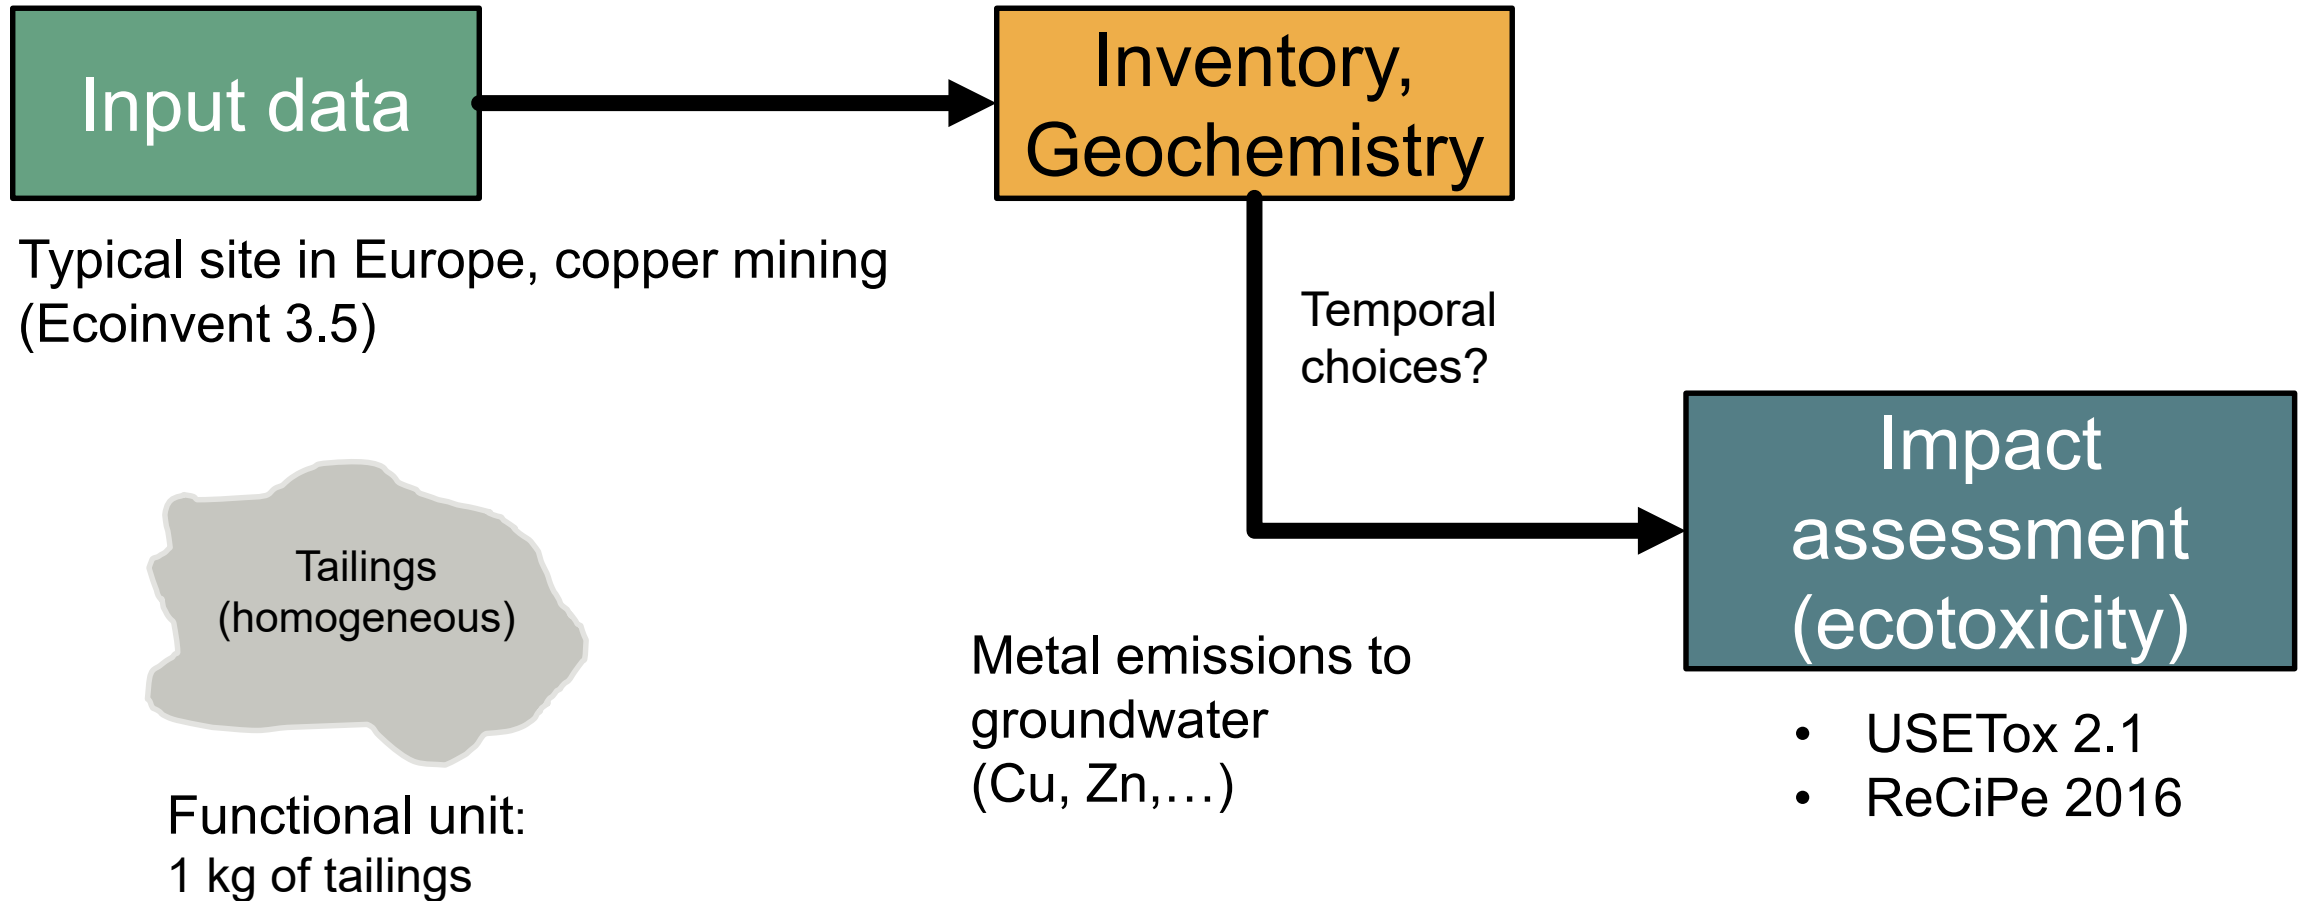 Input data
Inventory,
Geochemistry
Typical site in Europe, copper mining
(Ecoinvent 3.5)
Temporal
choices?
Impact
assessment
(ecotoxicity)
Tailings
(homogeneous)
Metal emissions to
groundwater
(Cu, Zn,…)
• USETox 2.1
• ReCiPe 2016
Functional unit:
1 kg of tailings